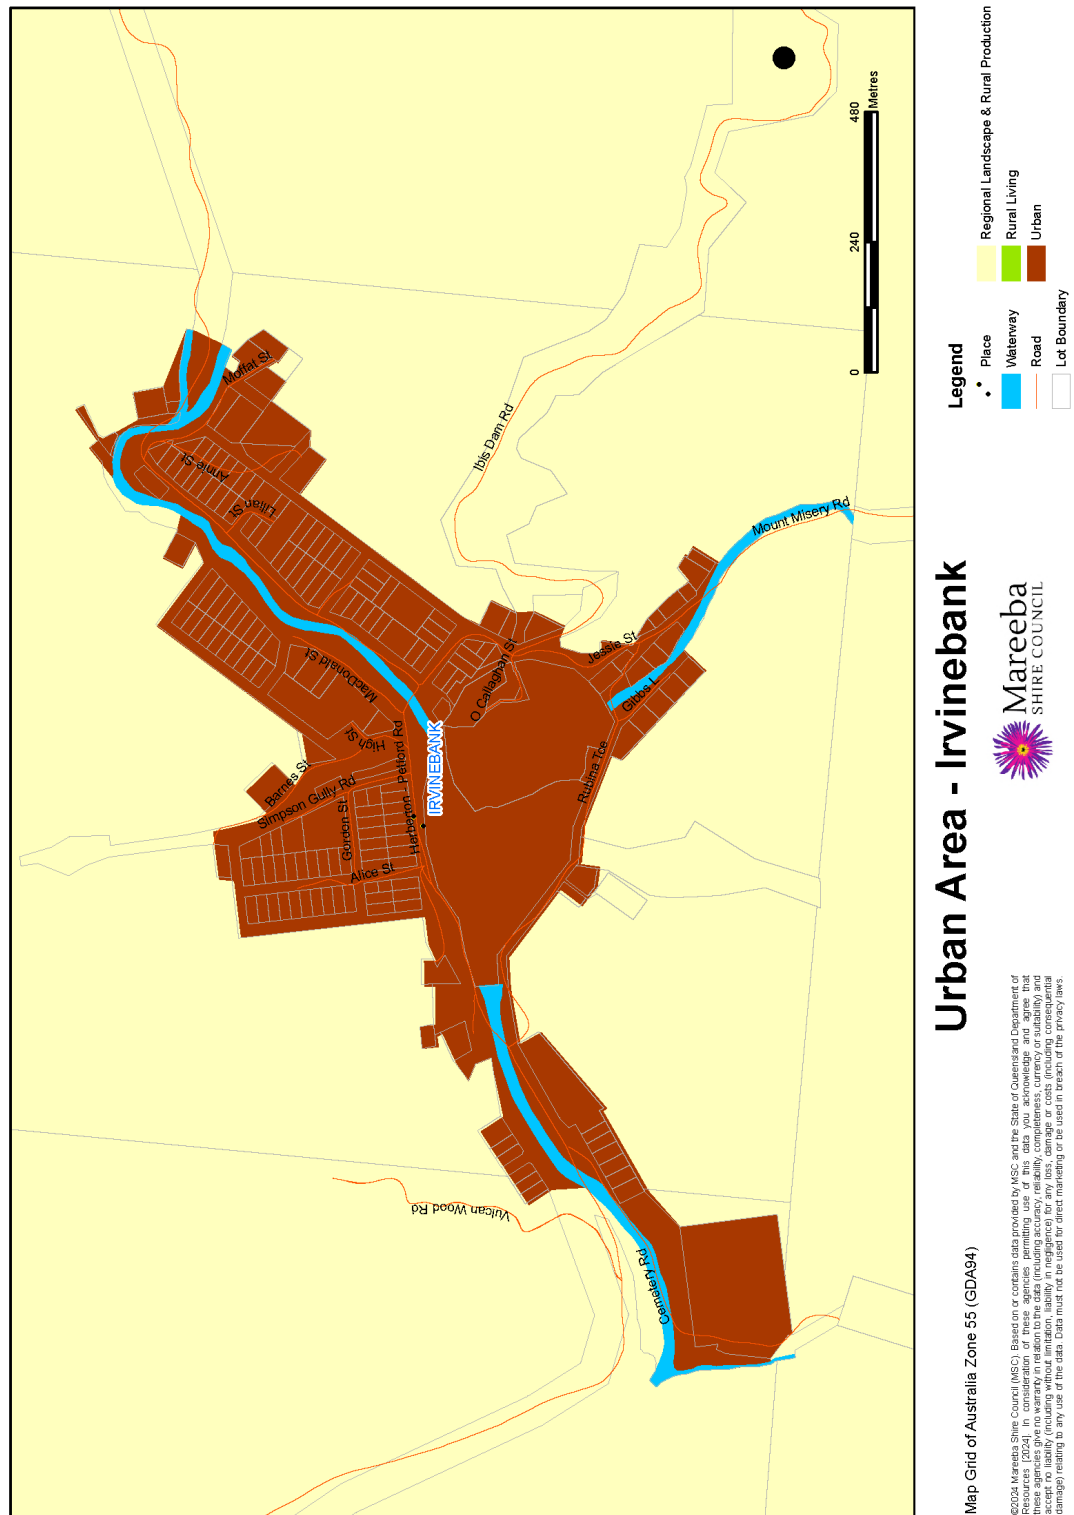 Moffat St
Annie St
Lilian St
Ibis Dam Rd
Mount Misery Rd
MacDonald St
O Callaghan St
Jessie St
Gibbs L
High St
Herberton - Petford Rd
IRVINEBANK
Barnes St
Simpson Gully Rd
Gordon St
Alice St
Rubina Tce
Vulcan Wood Rd
Cemetery Rd
0 240 480
Metres
Legend
Place
Waterway
Road
Lot Boundary
Regional Landscape & Rural Production
Rural Living
Urban
Urban Area - Irvinebank
Mareeba
SHIRE COUNCIL
Map Grid of Australia Zone 55 (GDA94)
©2024 Mareeba Shire Council (MSC). Based on or contains data provided by MSC and the State of Queensland Department of
Resources [2024]. In consideration of these agencies permitting use of this data you acknowledge and agree that
these agencies give no warranty in relation to the data (including accuracy, reliability, completeness, currency or suitability) and
accept no liability (including without limitation, liability in negligence) for any loss, damage or costs (including consequential
damage) relating to any use of the data. Data must not be used for direct marketing or be used in breach of the privacy laws.